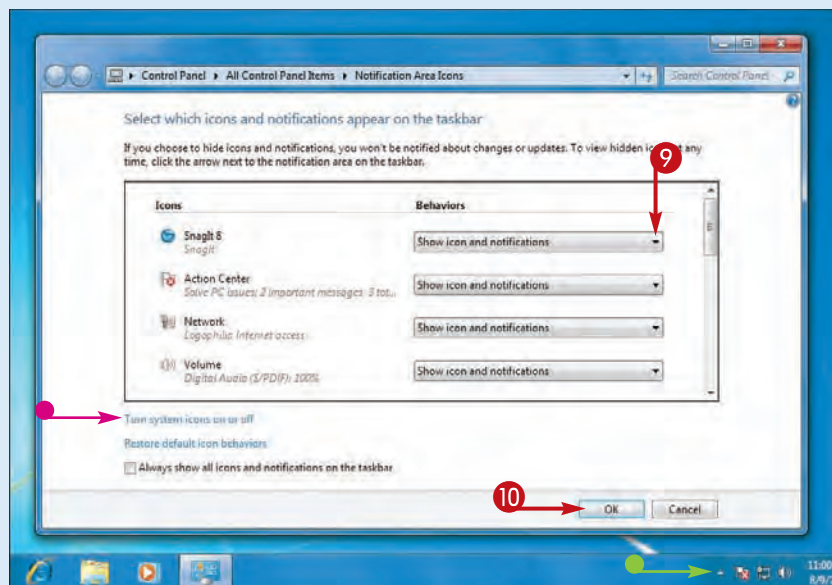 Control Panel ▸ All Control Panel Items ▸ Notification Area Icons
Search Control Panel
Select which icons and notifications appear on the taskbar
If you choose to hide icons and notifications, you won't be notified about changes or updates. To view hidden at any
time, click the arrow next to the notification area on the taskbar.
9
Icons Behaviors
SnagIt 8 Show icon and notifications
SnagIt
Action Center Show icon and notifications
Solve PC issues: 2 important messages 3 tot...
Network Show icon and notifications
Logophilia Internet access
Volume Show icon and notifications
Digital Audio (S/PDIF): 100%
Turn system icons on or off
Restore default icon behaviors
Always show all icons and notifications on the taskbar
10
OK Cancel
11:00